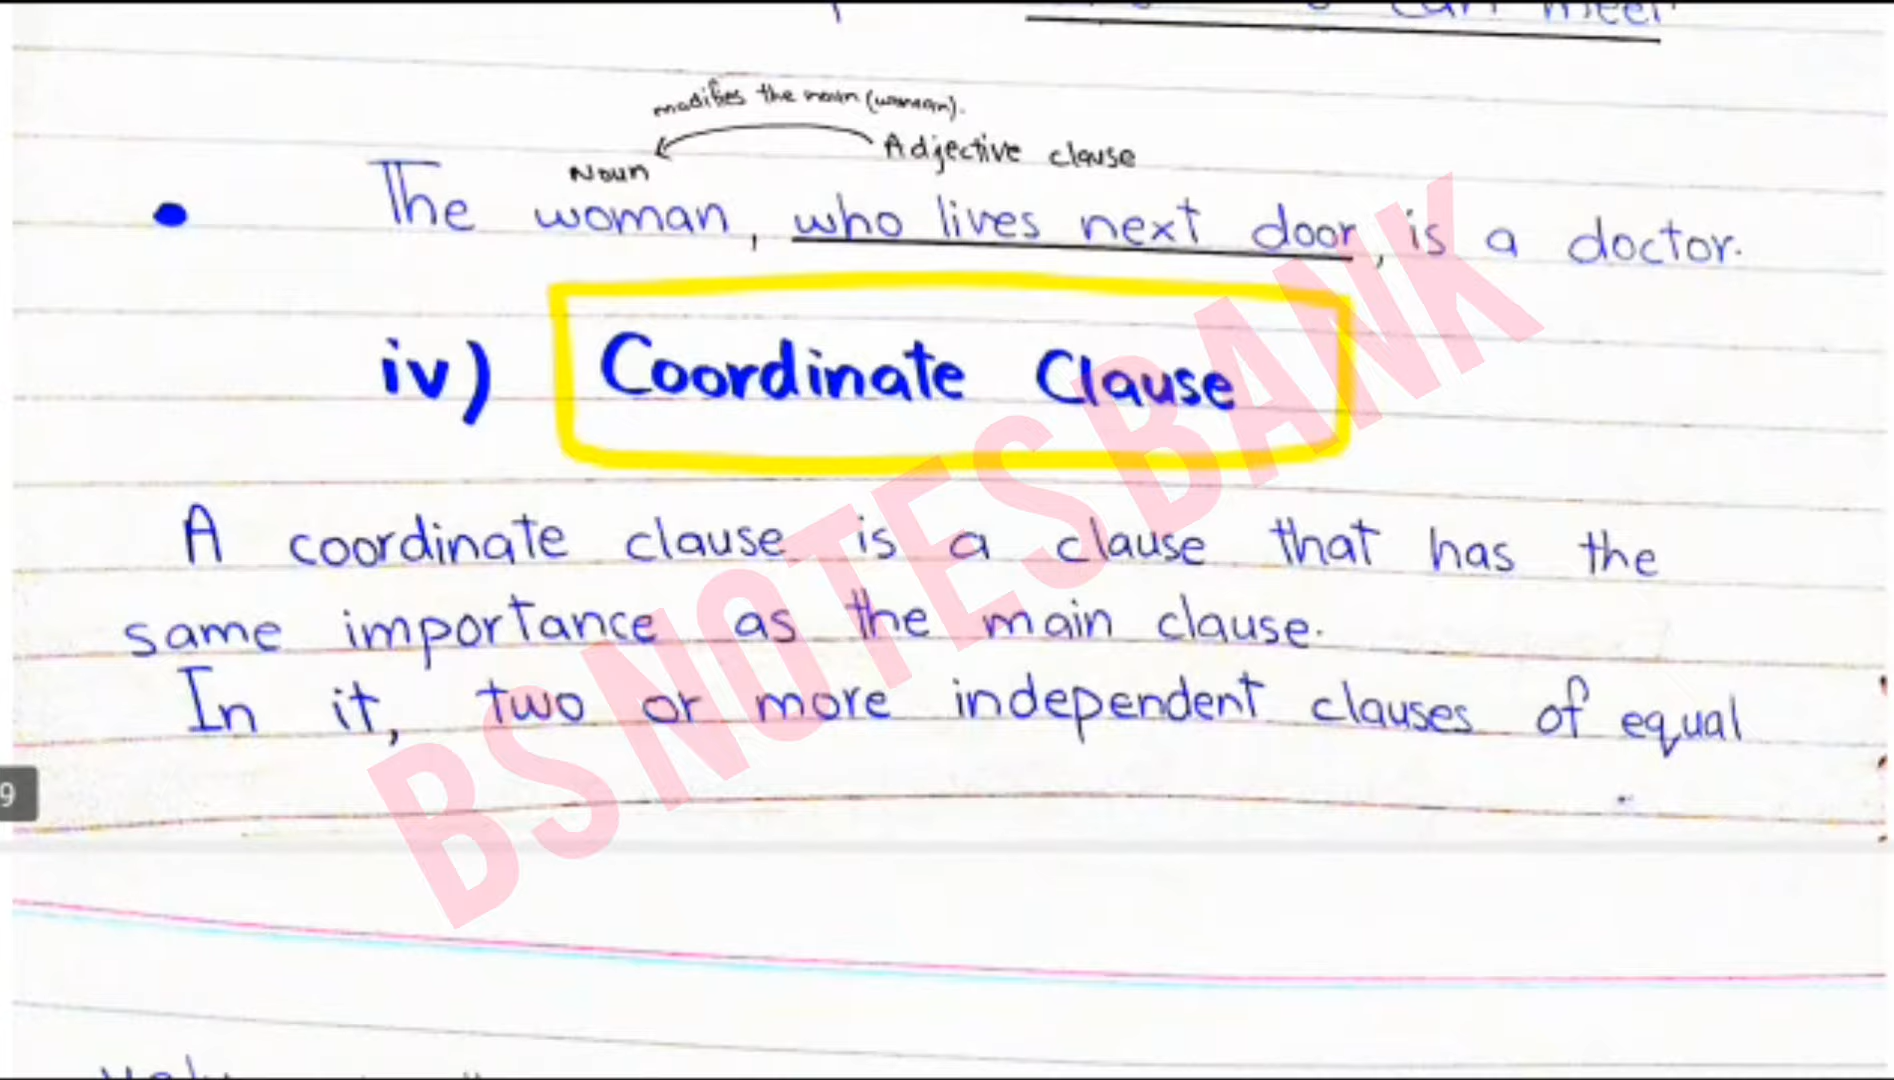 modifies the noun (woman).
Noun
Adjective clause
The woman, who lives next door, is a doctor.
iv) Coordinate Clause
A coordinate clause is a clause that has the
same importance as the main clause.
In it, two or more independent clauses of equal
9
BSNOTESBANK